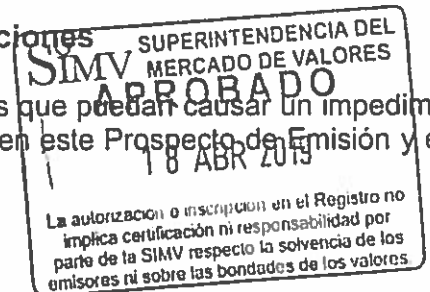 ciones
SIMV SUPERINTENDENCIA DEL
MERCADO DE VALORES
APROBADO
s que puedan causar un impedim
en este Prospecto de Emisión y e
18 ABR 2019
La autorización o inscripción en el Registro no
implica certificación ni responsabilidad por
parte de la SIMV respecto la solvencia de los
emisores ni sobre las bondades de los valores.